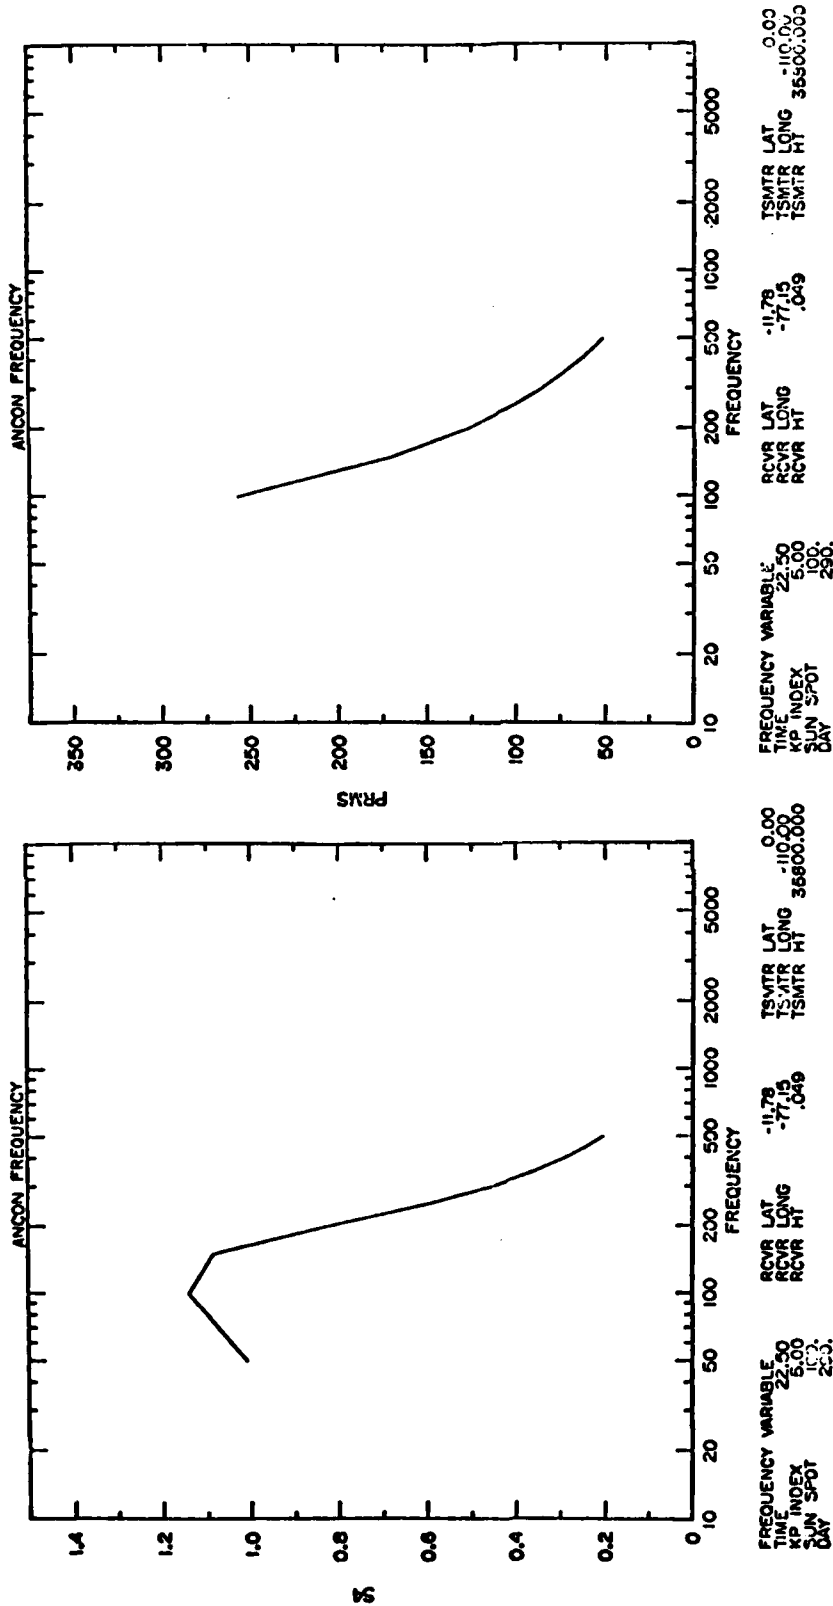 ANCON FREQUENCY
1.4
1.2
1.0
0.8
0.6
0.4
0.2
0
10 20 50 100 200 500 1000 2000 5000
FREQUENCY
FREQUENCY VARIABLE
TIME 22.50
KP INDEX 5.00
SUN SPOT
DAY
RCVR LAT -11.78
RCVR LONG -77.15
RCVR HT .049
TSMTR LAT 0.00
TSMTR LONG -110.00
TSMTR HT 36800.000
ANCON FREQUENCY
PRMS
350
300
250
200
150
100
50
0
10 20 50 100 200 500 1000 2000 5000
FREQUENCY
FREQUENCY VARIABLE
TIME 22.50
KP INDEX 5.00
SUN SPOT 100.
DAY 290.
RCVR LAT -11.78
RCVR LONG -77.15
RCVR HT .049
TSMTR LAT 0.00
TSMTR LONG -110.00
TSMTR HT